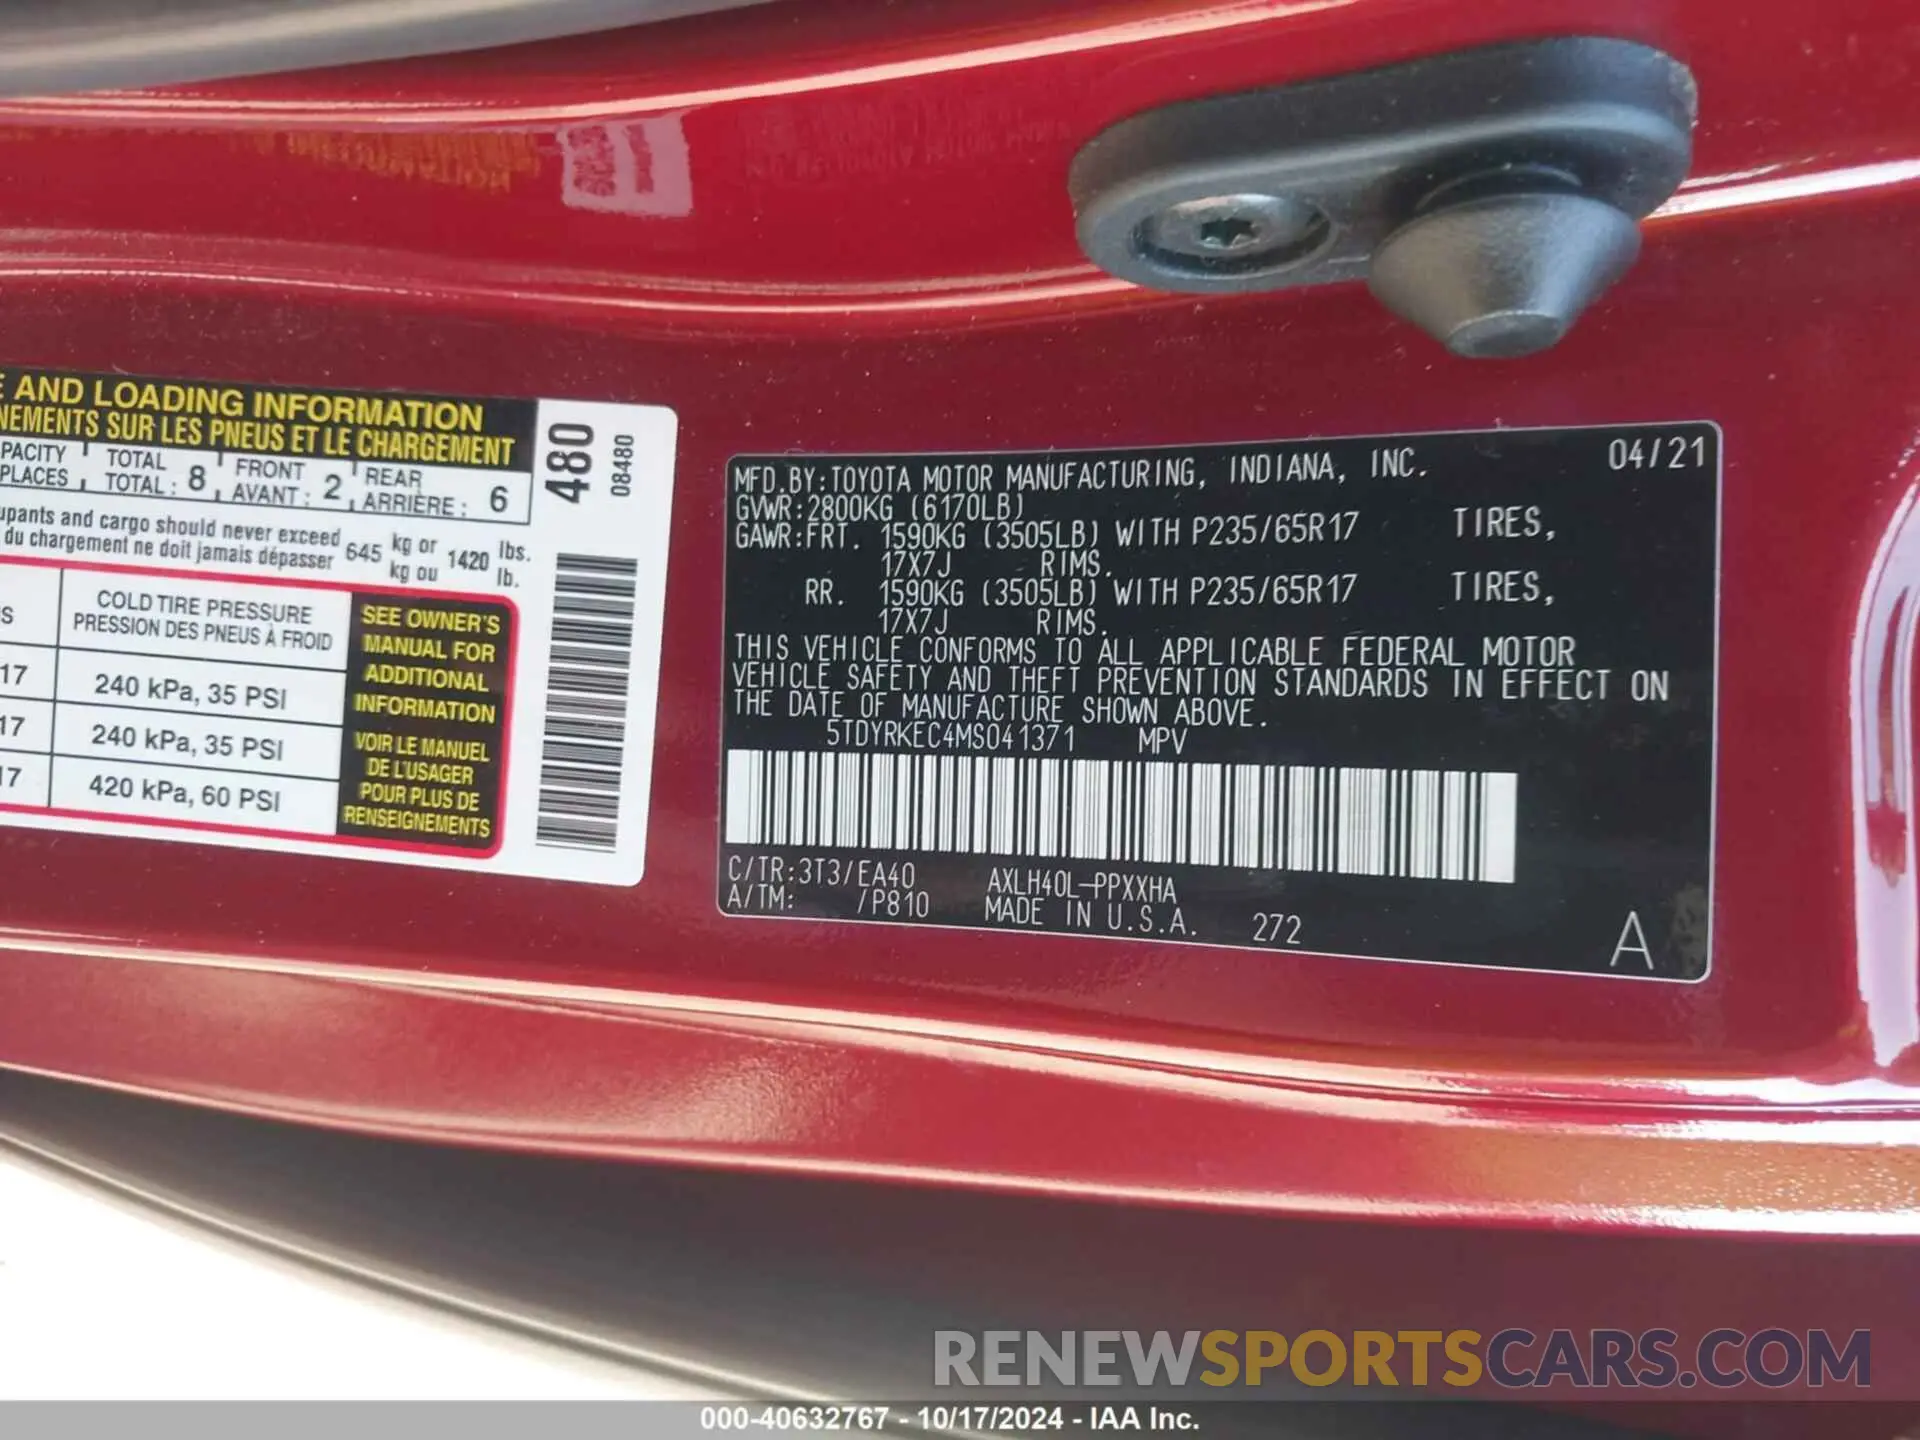 AND LOADING INFORMATION
NEMENTS SUR LES PNEUS ET LE CHARGEMENT
PACITY TOTAL FRONT REAR
PLACES TOTAL : 8 AVANT : 2 ARRIÈRE : 6
480
08480
upants and cargo should never exceed 645 kg or 1420 lbs.
du chargement ne doit jamais dépasser kg ou lb.
S
COLD TIRE PRESSURE
PRESSION DES PNEUS À FROID
17 240 kPa, 35 PSI
17 240 kPa, 35 PSI
17 420 kPa, 60 PSI
SEE OWNER'S
MANUAL FOR
ADDITIONAL
INFORMATION
VOIR LE MANUEL
DE L'USAGER
POUR PLUS DE
RENSEIGNEMENTS
MFD.BY:TOYOTA MOTOR MANUFACTURING, INDIANA, INC. 04/21
GVWR:2800KG (6170LB)
GAWR:FRT. 1590KG (3505LB) WITH P235/65R17 TIRES,
17X7J RIMS.
RR. 1590KG (3505LB) WITH P235/65R17 TIRES,
17X7J RIMS.
THIS VEHICLE CONFORMS TO ALL APPLICABLE FEDERAL MOTOR
VEHICLE SAFETY AND THEFT PREVENTION STANDARDS IN EFFECT ON
THE DATE OF MANUFACTURE SHOWN ABOVE.
5TDYRKEC4MS041371 MPV
C/TR:3T3/EA40 AXLH40L-PPXXHA
A/TM: /P810 MADE IN U.S.A. 272
A
RENEWSPORTSCARS.COM
000-40632767 - 10/17/2024 - IAA Inc.